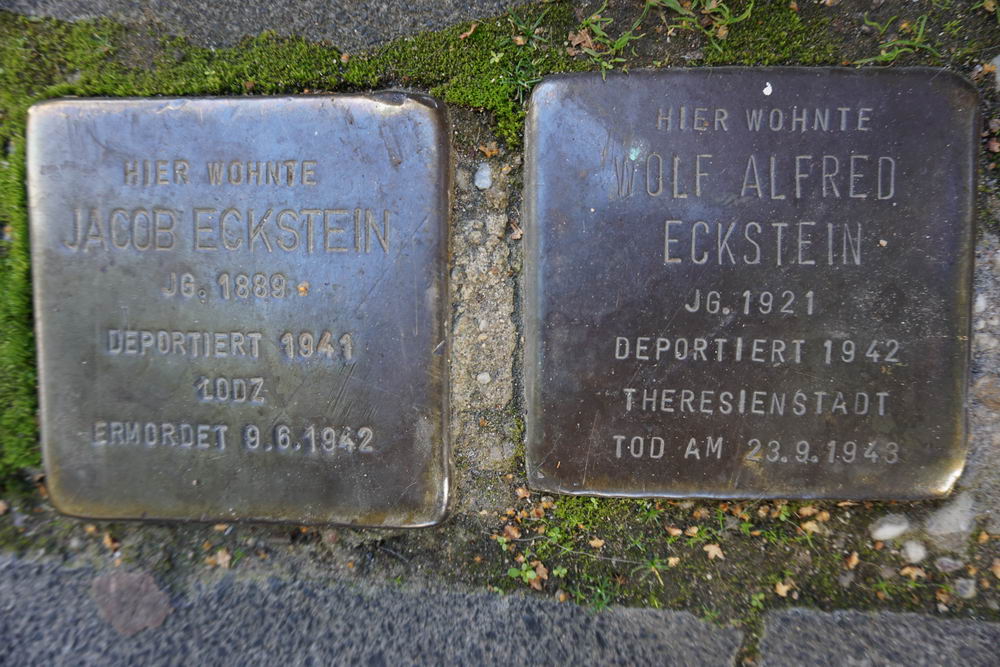 HIER WOHNTE
JACOB ECKSTEIN
JG. 1889
DEPORTIERT 1941
ŁODZ
ERMORDET 9.6.1942
HIER WOHNTE
WOLF ALFRED
ECKSTEIN
JG. 1921
DEPORTIERT 1942
THERESIENSTADT
TOD AM 23.9.1943